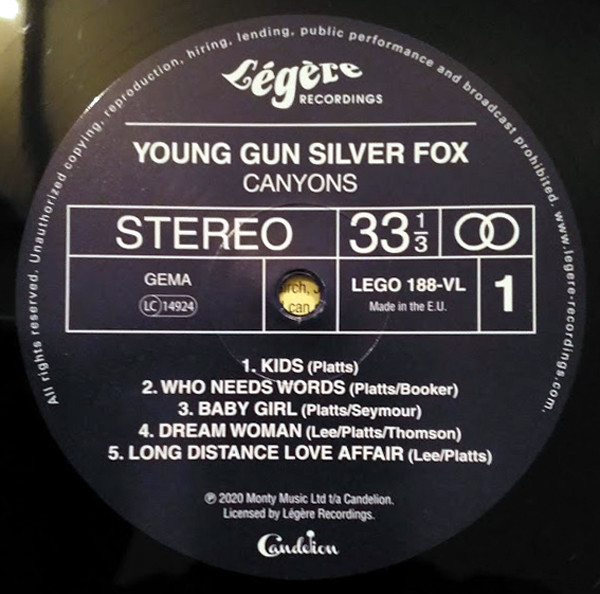 All rights reserved. Unauthorized copying, reproduction, hiring, lending, public performance and broadcast prohibited. www.legere-recordings.com.
Légère
RECORDINGS
YOUNG GUN SILVER FOX
CANYONS
STEREO
33 1/3
GEMA
LC 14924
can
LEGO 188-VL
Made in the E.U.
1
1. KIDS (Platts)
2. WHO NEEDS WORDS (Platts/Booker)
3. BABY GIRL (Platts/Seymour)
4. DREAM WOMAN (Lee/Platts/Thomson)
5. LONG DISTANCE LOVE AFFAIR (Lee/Platts)
℗ 2020 Monty Music Ltd t/a Candelion.
Licensed by Légère Recordings.
Candelion